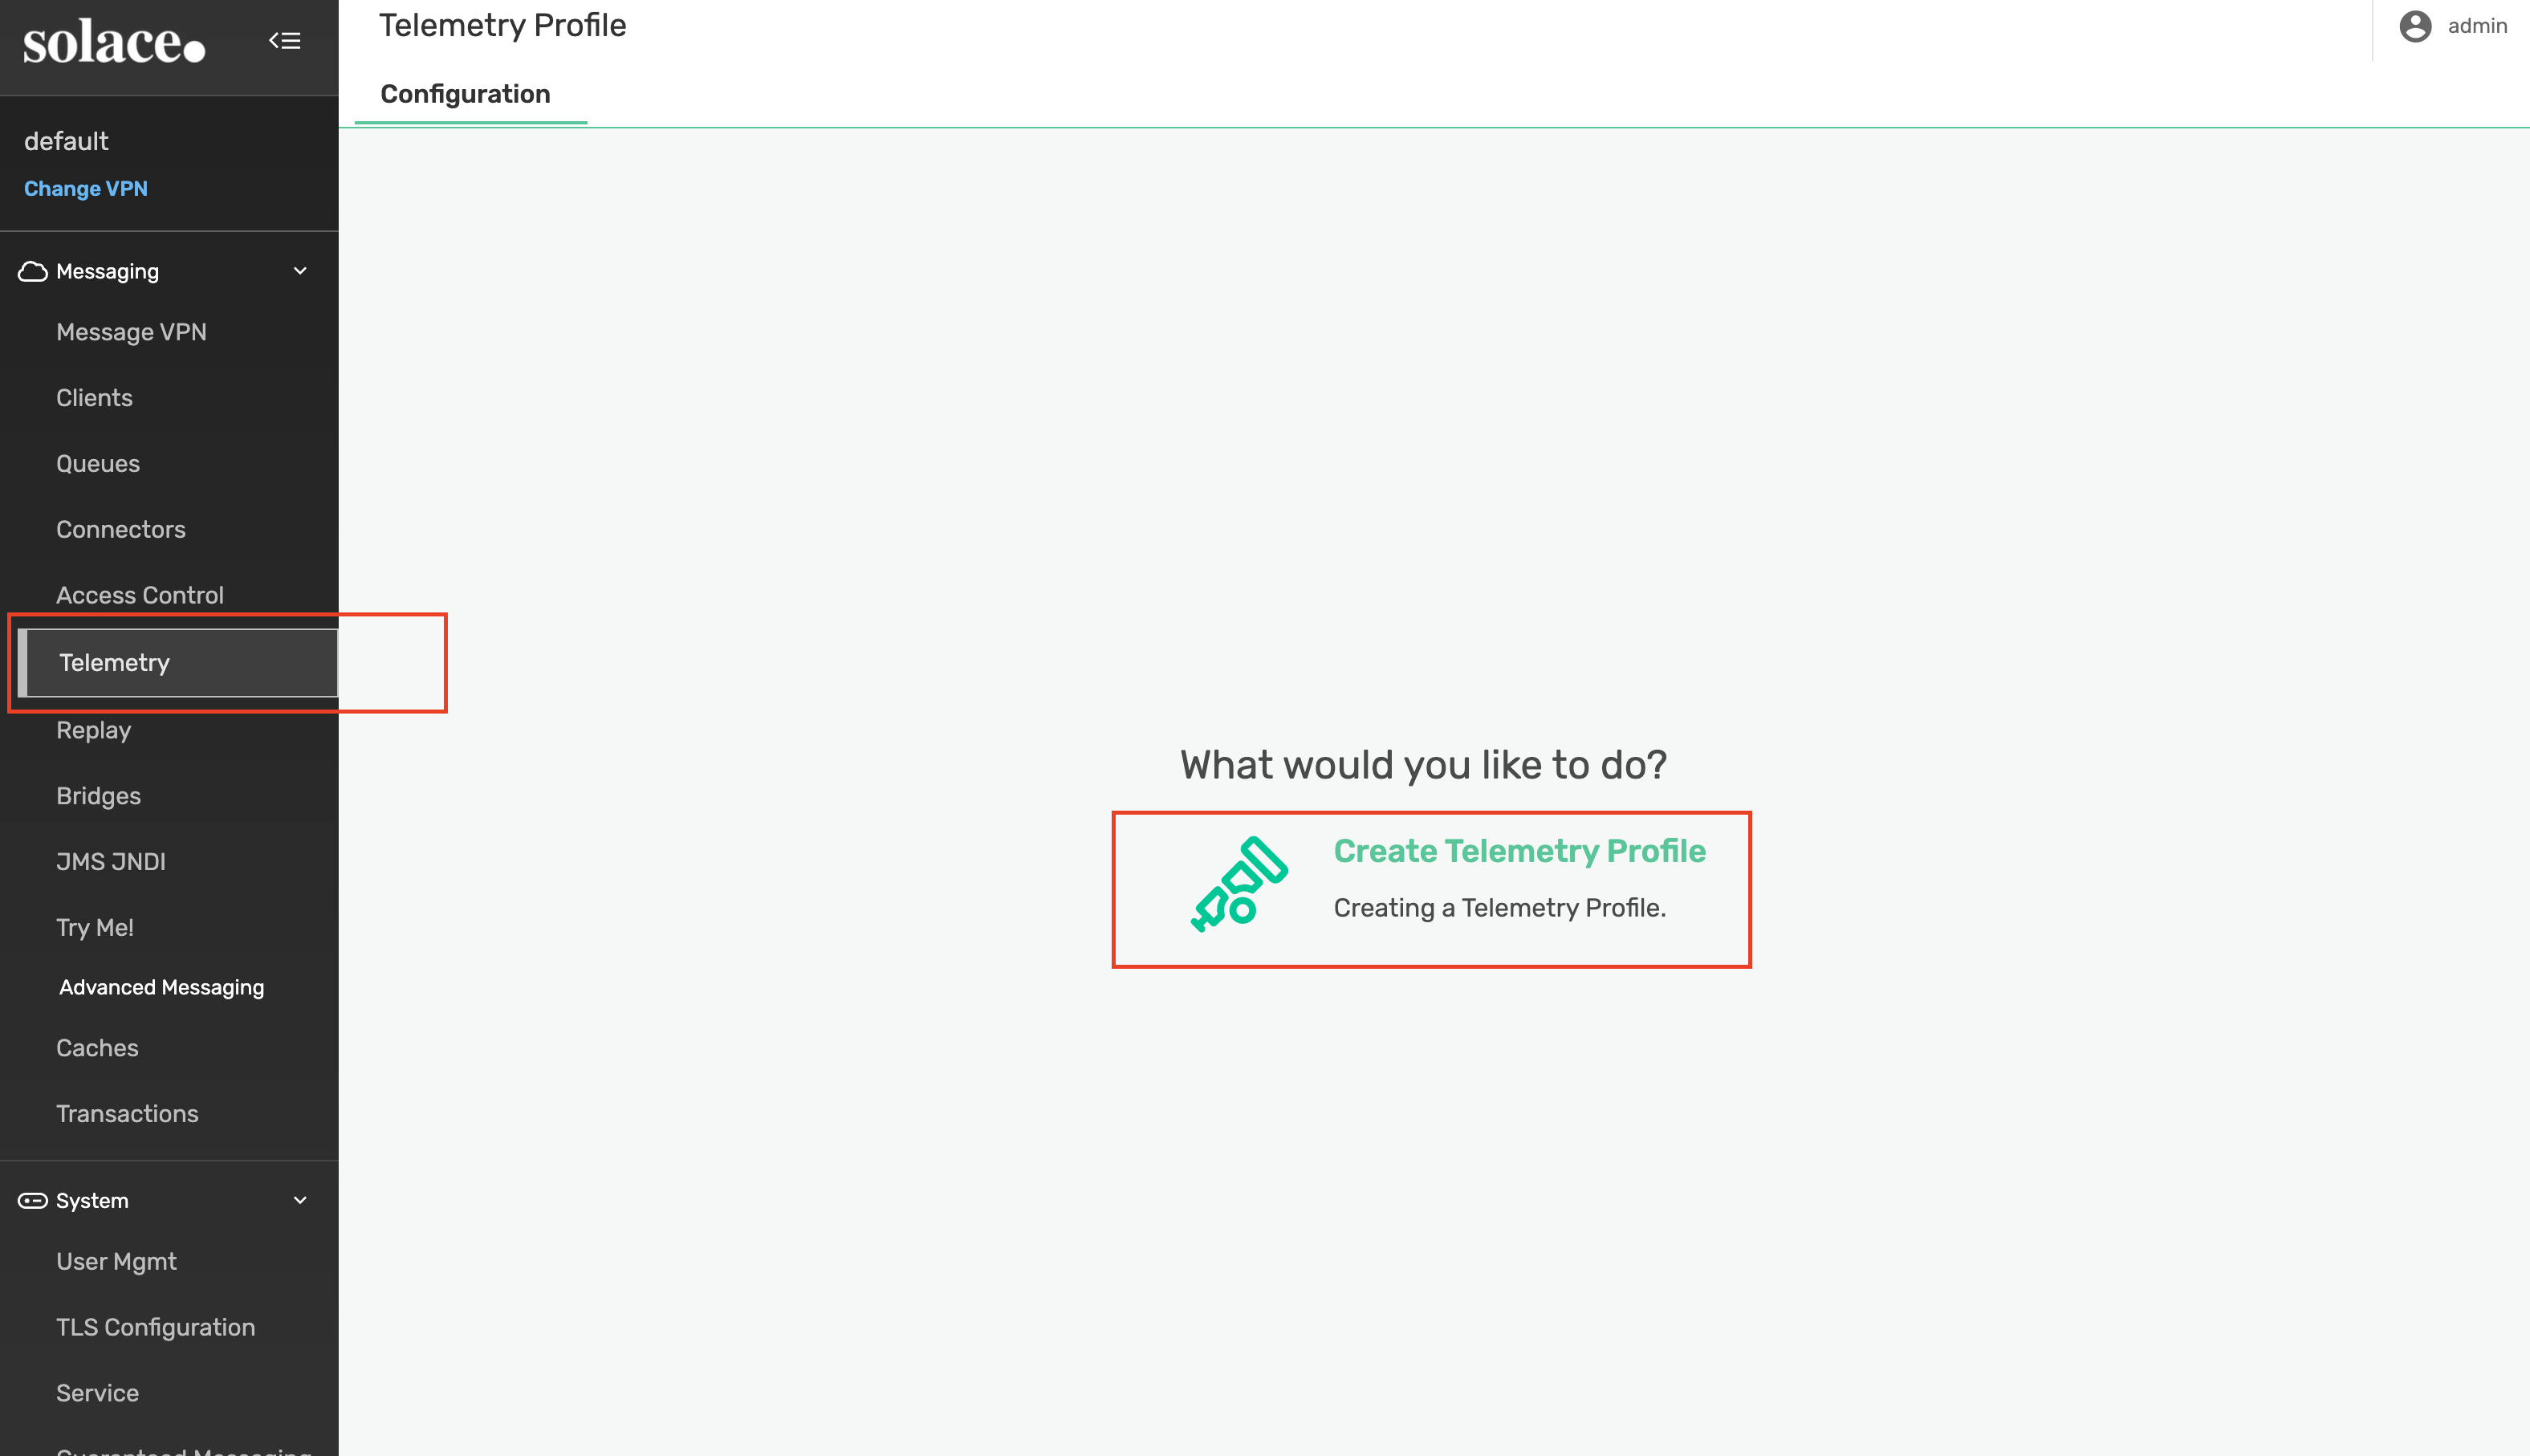 solace.
default
Change VPN
Messaging
Message VPN
Clients
Queues
Connectors
Access Control
Telemetry
Replay
Bridges
JMS JNDI
Try Me!
Advanced Messaging
Caches
Transactions
System
User Mgmt
TLS Configuration
Service
Guaranteed Messaging
Telemetry Profile
admin
Configuration
What would you like to do?
Create Telemetry Profile
Creating a Telemetry Profile.